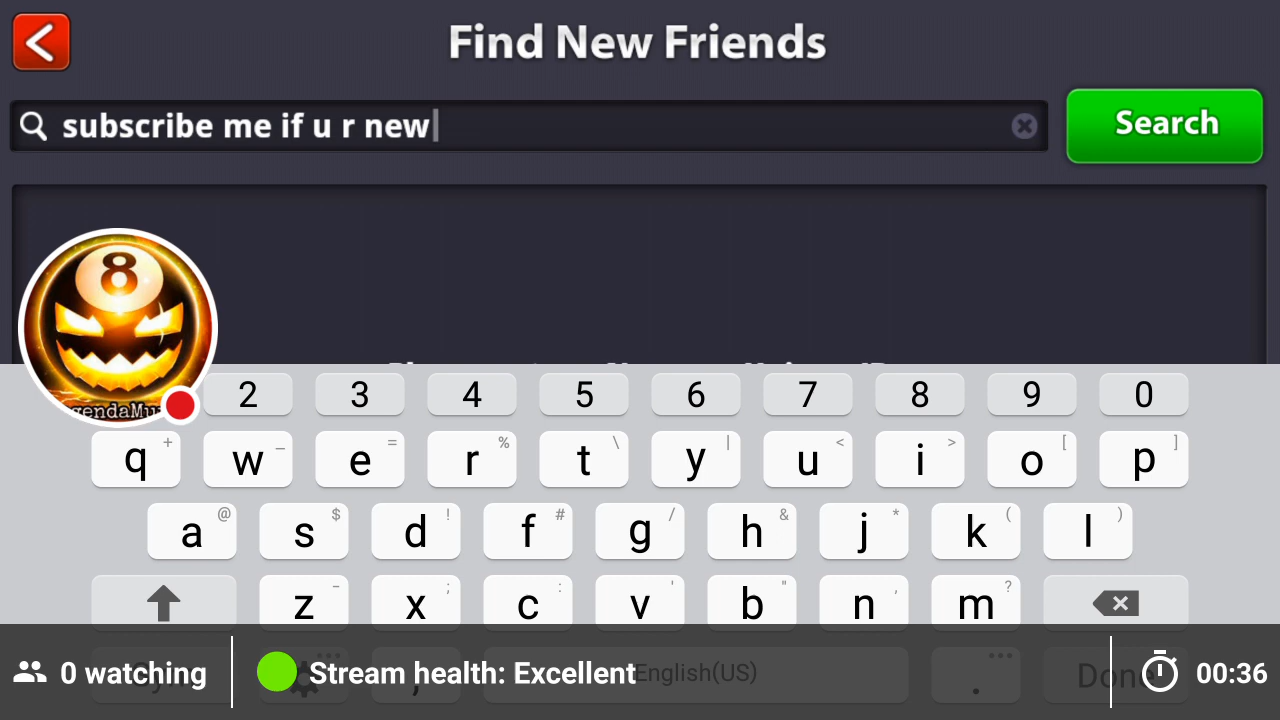 Find New Friends
subscribe me if u r new
Search
8
2 3 4 5 6 7 8 9 0
q + w _ e = r % t \ y | u < i > o [ p ]
a @ s $ d ! f # g / h & j * k ( l )
z - x ; c : v ' b " n , m ?
English(US)
Done
0 watching
Stream health: Excellent
00:36